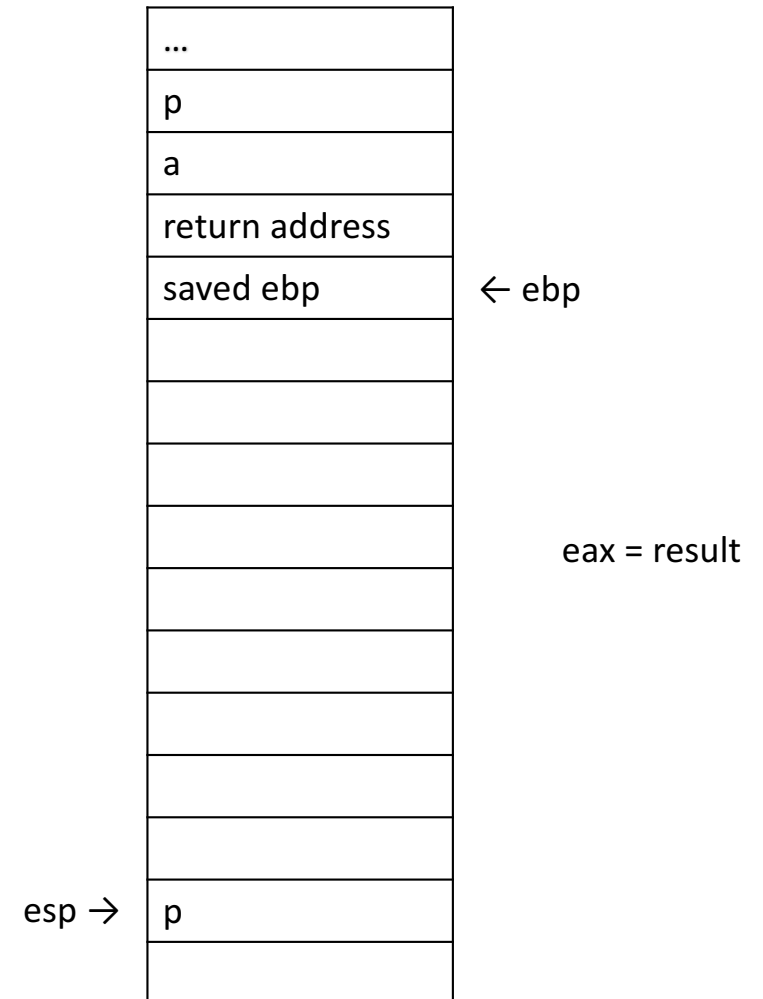 ...
p
a
return address
saved ebp
← ebp
eax = result
esp →
p